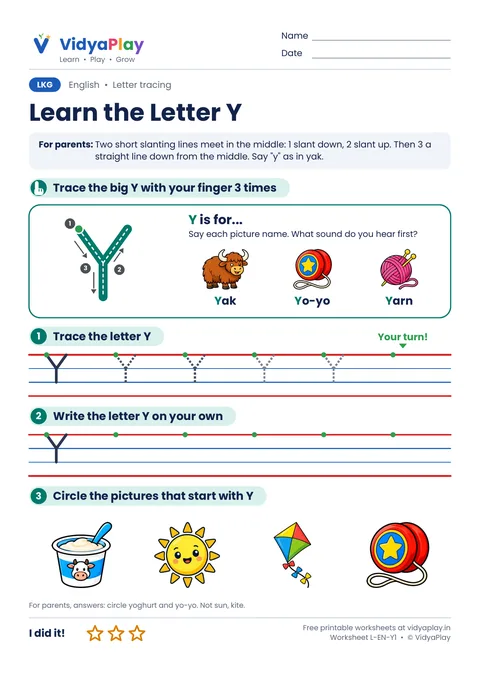 VidyaPlay
Learn • Play • Grow
Name
Date
LKG English • Letter tracing
Learn the Letter Y
For parents: Two short slanting lines meet in the middle: 1 slant down, 2 slant up. Then 3 a
straight line down from the middle. Say "y" as in yak.
Trace the big Y with your finger 3 times
1
3 2
Y is for...
Say each picture name. What sound do you hear first?
Yak Yo-yo Yarn
1 Trace the letter Y
Your turn!
Y Y Y Y Y
2 Write the letter Y on your own
Y
3 Circle the pictures that start with Y
For parents, answers: circle yoghurt and yo-yo. Not sun, kite.
I did it!
Free printable worksheets at vidyaplay.in
Worksheet L-EN-Y1 • © VidyaPlay